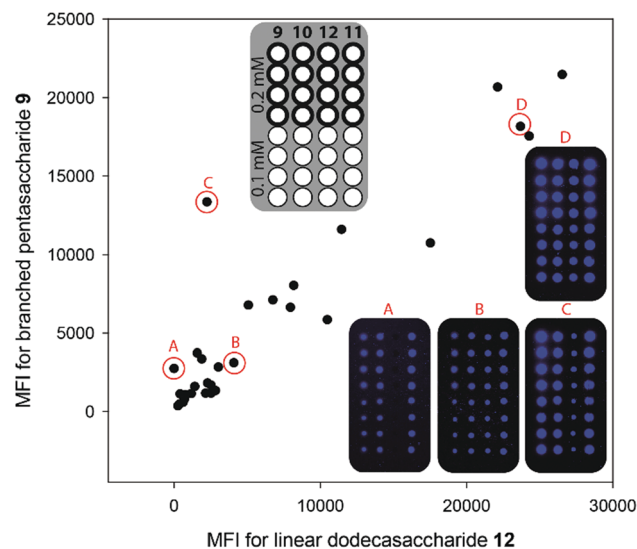 25000
20000
15000
10000
5000
0
MFI for branched pentasaccharide 9
9 10 12 11
0.2 mM
0.1 mM
D
D
C
A
B
A
B
C
0
10000
20000
30000
MFI for linear dodecasaccharide 12